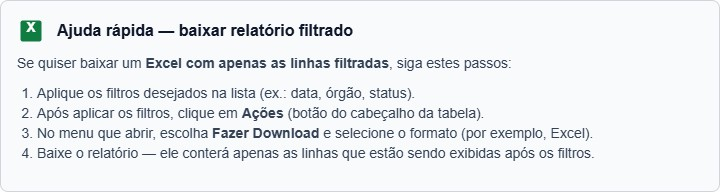 X Ajuda rápida — baixar relatório filtrado
Se quiser baixar um Excel com apenas as linhas filtradas, siga estes passos:
1. Aplique os filtros desejados na lista (ex.: data, órgão, status).
2. Após aplicar os filtros, clique em Ações (botão do cabeçalho da tabela).
3. No menu que abrir, escolha Fazer Download e selecione o formato (por exemplo, Excel).
4. Baixe o relatório — ele conterá apenas as linhas que estão sendo exibidas após os filtros.